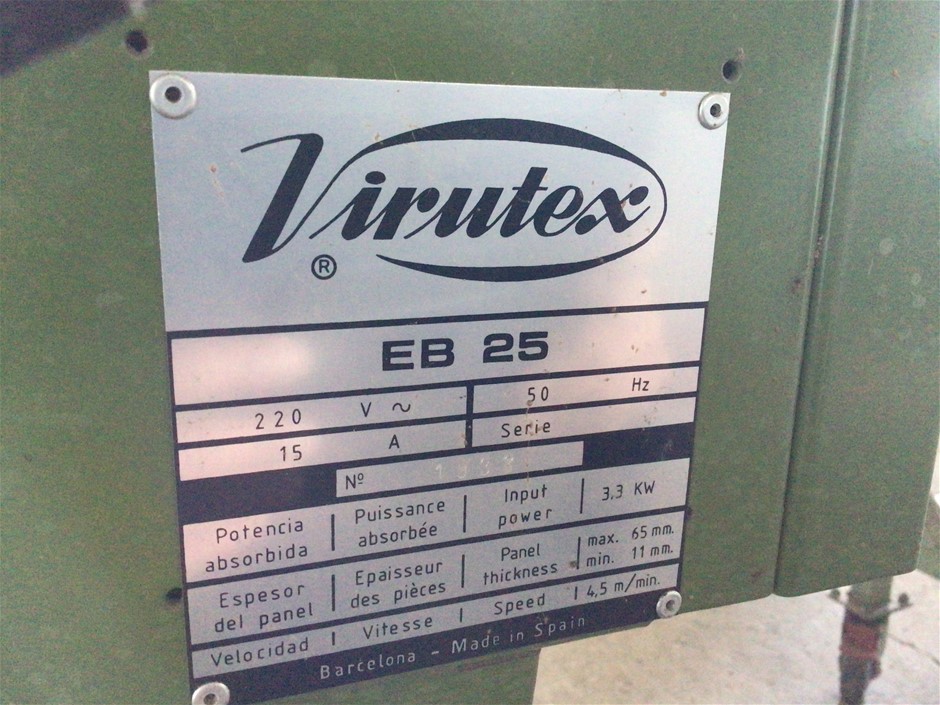 Virutex
®
EB 25
220 V ~ 50 Hz
15 A Serie
Nº
Potencia absorbida Puissance absorbée Input power 3,3 KW
Espesor del panel Epaisseur des pièces Panel thickness max. 65 mm. min. 11 mm.
Velocidad Vitesse Speed 4,5 m/min.
Barcelona - Made in Spain